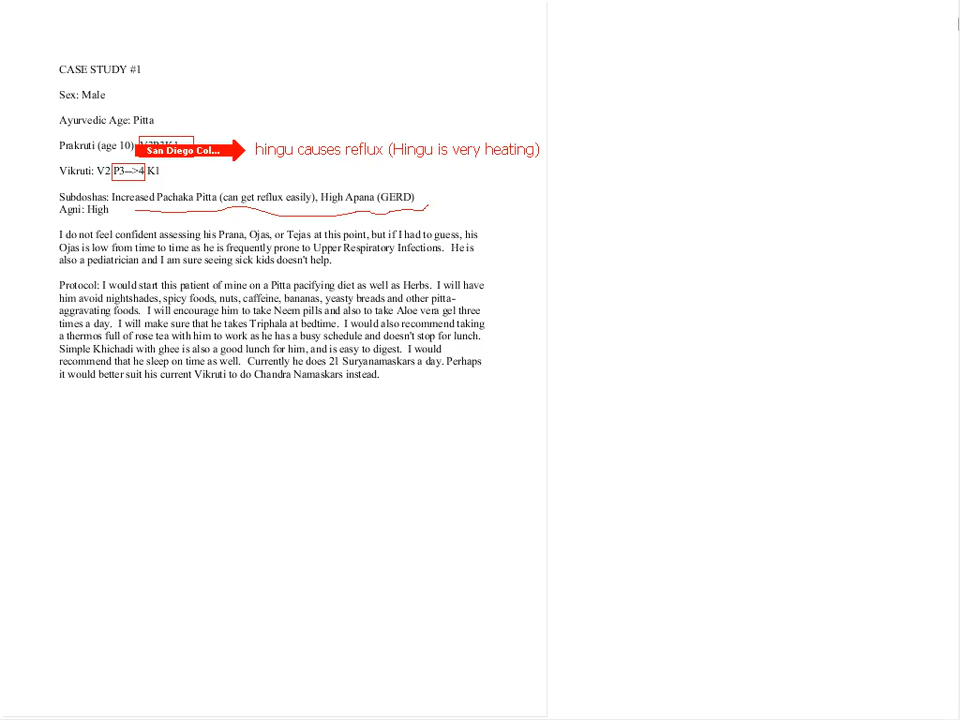 CASE STUDY #1
Sex: Male
Ayurvedic Age: Pitta
Prakruti (age 10):
San Diego Col...
hingu causes reflux (Hingu is very heating)
Vikruti: V2 P3-->4 K1
Subdoshas: Increased Pachaka Pitta (can get reflux easily), High Apana (GERD)
Agni: High
I do not feel confident assessing his Prana, Ojas, or Tejas at this point, but if I had to guess, his
Ojas is low from time to time as he is frequently prone to Upper Respiratory Infections.  He is
also a pediatrician and I am sure seeing sick kids doesn't help.
Protocol: I would start this patient of mine on a Pitta pacifying diet as well as Herbs.  I will have
him avoid nightshades, spicy foods, nuts, caffeine, bananas, yeasty breads and other pitta-
aggravating foods.  I will encourage him to take Neem pills and also to take Aloe vera gel three
times a day.  I will make sure that he takes Triphala at bedtime.  I would also recommend taking
a thermos full of rose tea with him to work as he has a busy schedule and doesn't stop for lunch.
Simple Khichadi with ghee is also a good lunch for him, and is easy to digest.  I would
recommend that he sleep on time as well.  Currently he does 21 Suryanamaskars a day. Perhaps
it would better suit his current Vikruti to do Chandra Namaskars instead.